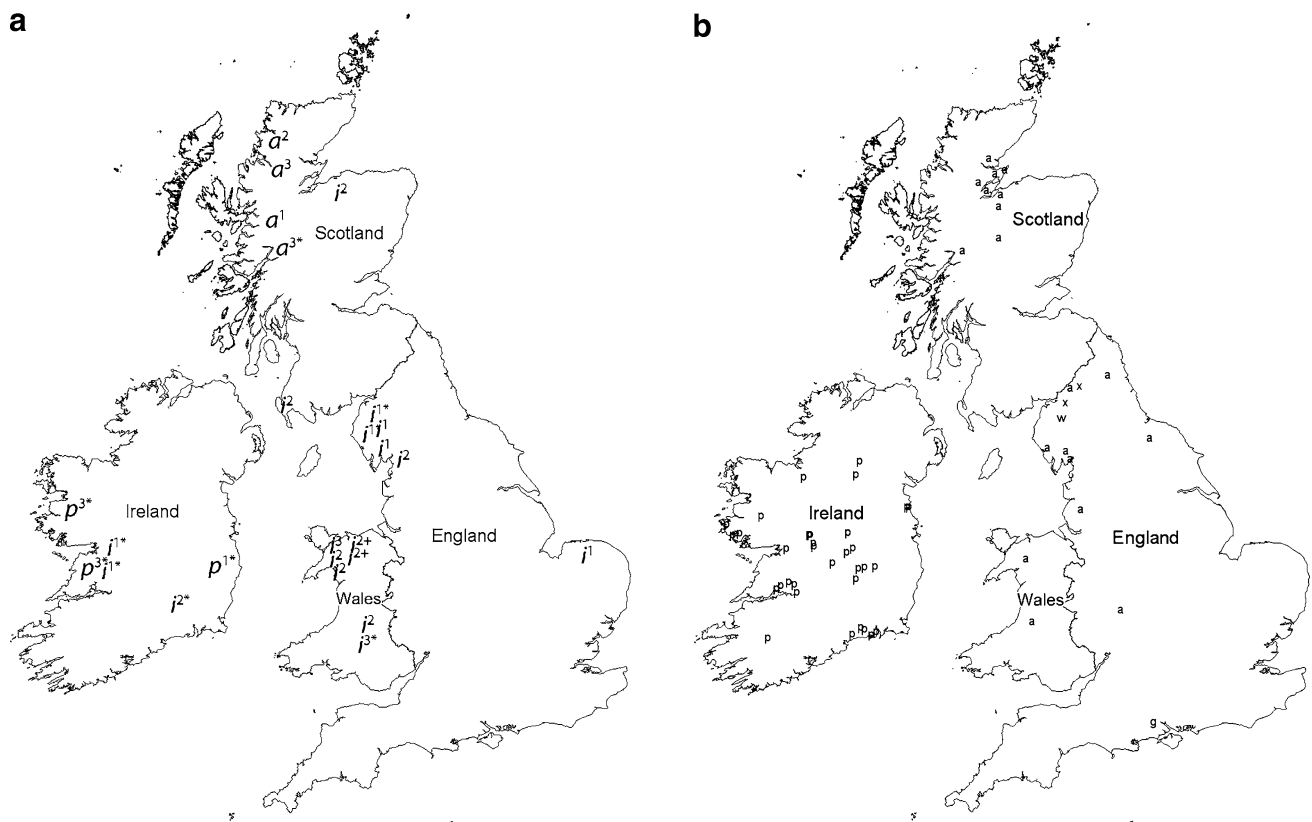 a
a²
a³
i²
a¹
Scotland
a³*
i²
i¹*
i¹ i¹
i¹
i²
p³*
Ireland
England
i¹*
p³* i¹*
p¹*
i³ i²+
i² i²+
i²
i¹
Wales
i²*
i²
i³*
b
a
a
a
a
a
a
a
Scotland
a
a
a
a x
x
w
a
a a
a
p
p
p
p
Ireland
p
a
England
p
p
p
p
p
p
p p
p p p
p
a
p p p p
p
Wales
a
a
p
p p p
p
g